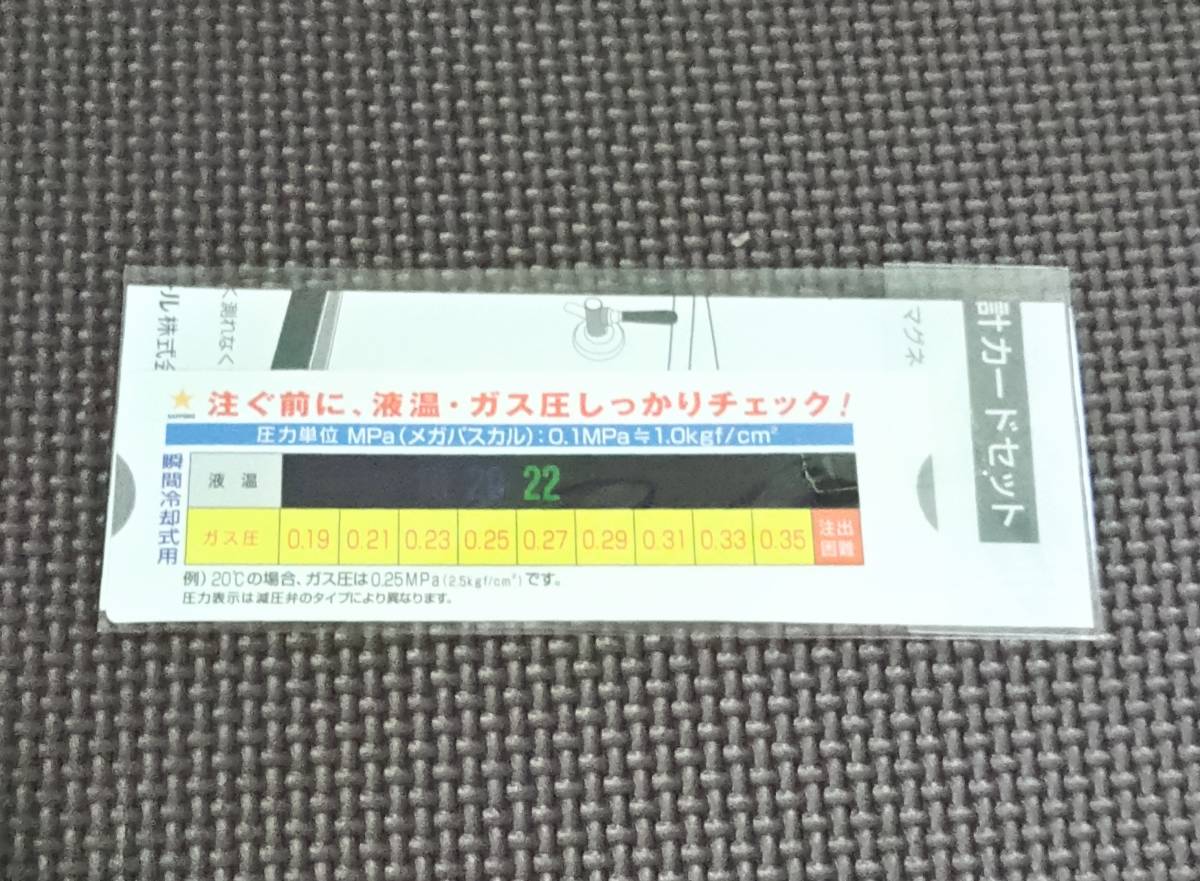 計カードセット
マグネ
く測れなく
ール株式会
SAPPORO
注ぐ前に、液温・ガス圧しっかりチェック!
圧力単位 MPa(メガパスカル):0.1MPa≒1.0kgf/cm²
瞬間冷却式用
液温 20 22
ガス圧 0.19 0.21 0.23 0.25 0.27 0.29 0.31 0.33 0.35 注出困難
例)20℃の場合、ガス圧は0.25MPa(2.5kgf/cm²)です。
圧力表示は減圧弁のタイプにより異なります。